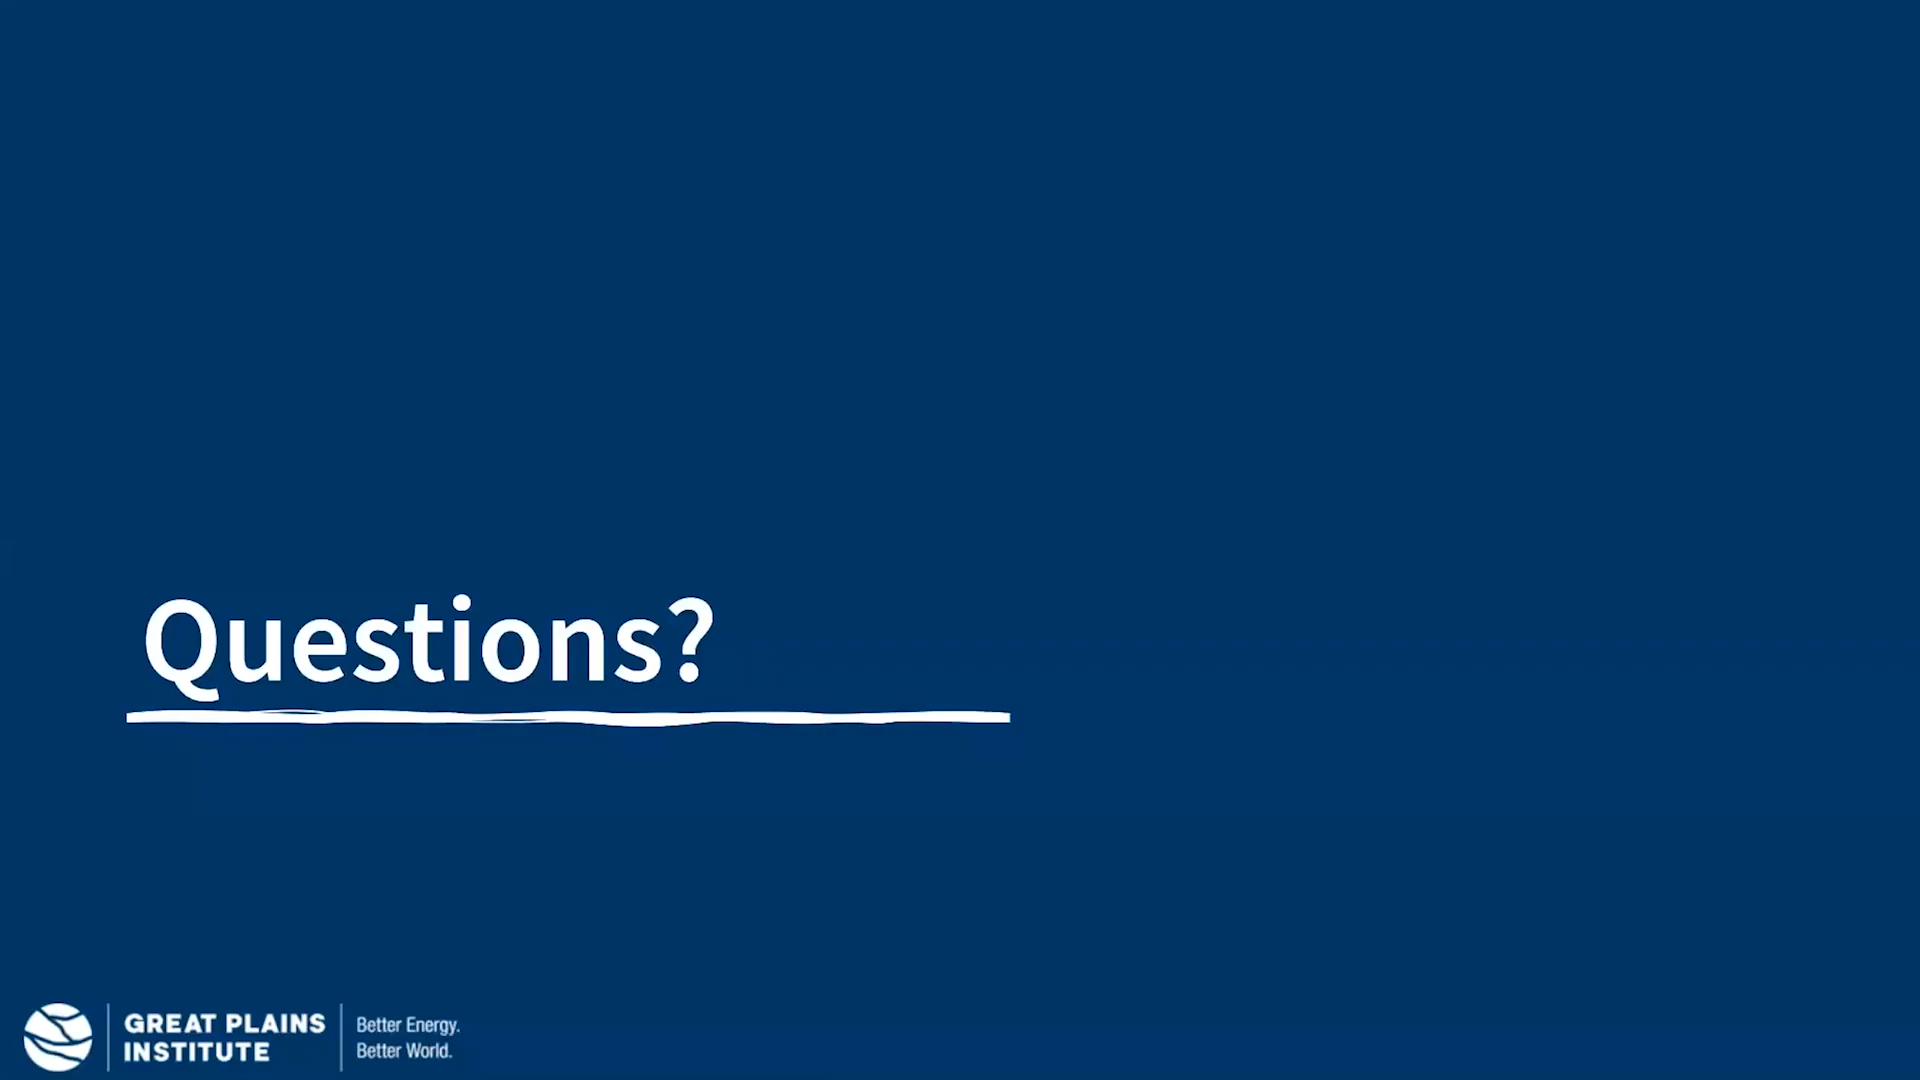 Questions?
GREAT PLAINS
INSTITUTE
Better Energy.
Better World.